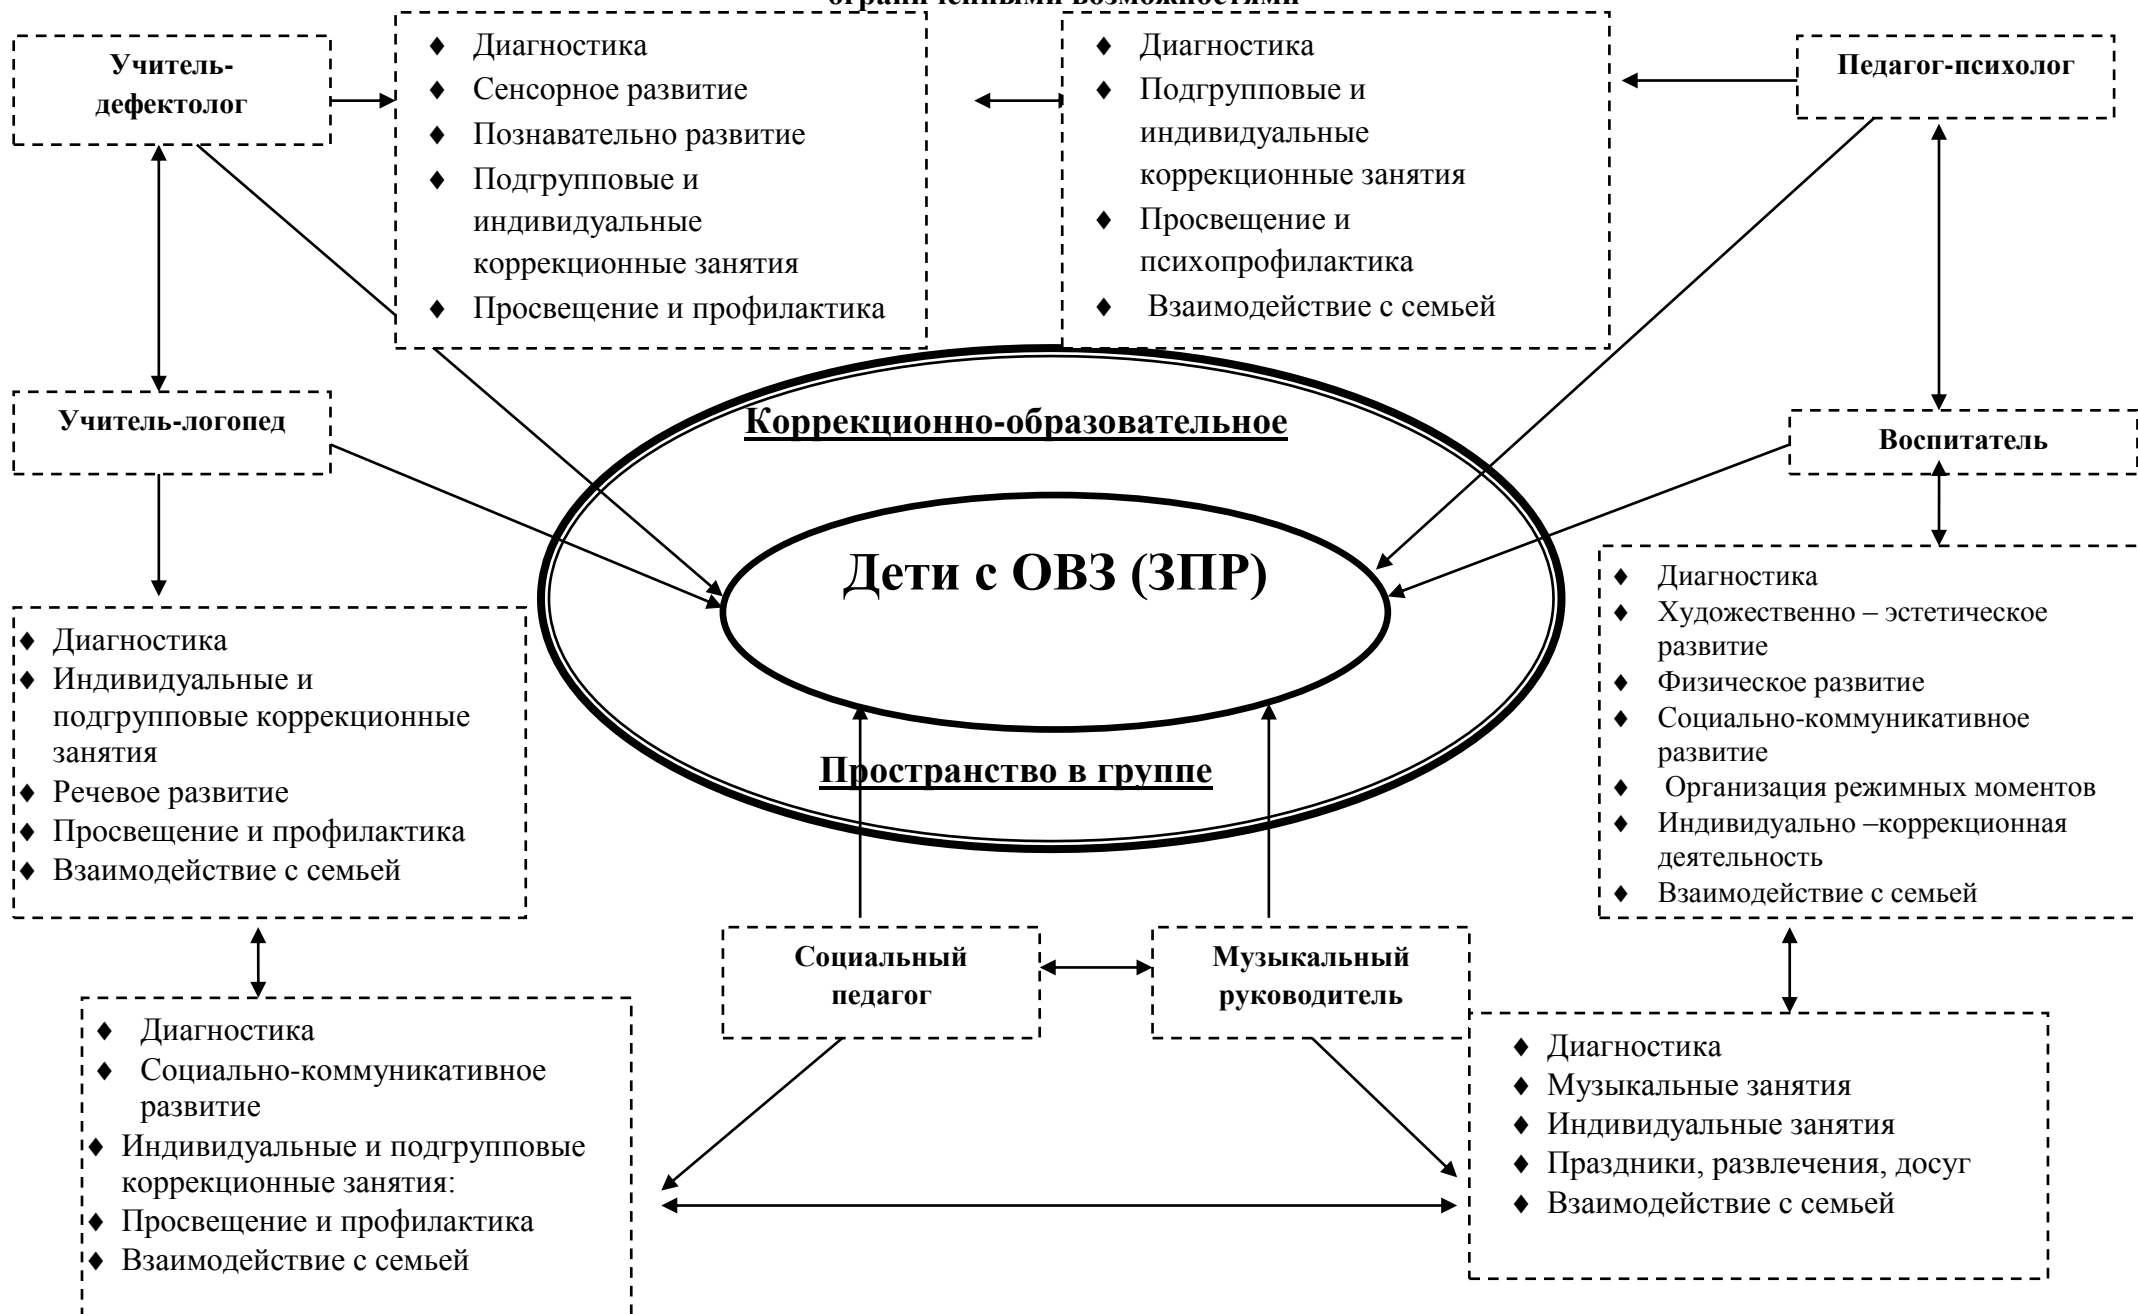 ограниченными возможностями
Учитель-
дефектолог
♦ Диагностика
♦ Сенсорное развитие
♦ Познавательно развитие
♦ Подгрупповые и
индивидуальные
коррекционные занятия
♦ Просвещение и профилактика
♦ Диагностика
♦ Подгрупповые и
индивидуальные
коррекционные занятия
♦ Просвещение и
психопрофилактика
♦ Взаимодействие с семьей
Педагог-психолог
Учитель-логопед
Коррекционно-образовательное
Воспитатель
Дети с ОВЗ (ЗПР)
Пространство в группе
♦ Диагностика
♦ Индивидуальные и
подгрупповые коррекционные
занятия
♦ Речевое развитие
♦ Просвещение и профилактика
♦ Взаимодействие с семьей
♦ Диагностика
♦ Художественно – эстетическое
развитие
♦ Физическое развитие
♦ Социально-коммуникативное
развитие
♦ Организация режимных моментов
♦ Индивидуально –коррекционная
деятельность
♦ Взаимодействие с семьей
Социальный
педагог
Музыкальный
руководитель
♦ Диагностика
♦ Социально-коммуникативное
развитие
♦ Индивидуальные и подгрупповые
коррекционные занятия:
♦ Просвещение и профилактика
♦ Взаимодействие с семьей
♦ Диагностика
♦ Музыкальные занятия
♦ Индивидуальные занятия
♦ Праздники, развлечения, досуг
♦ Взаимодействие с семьей